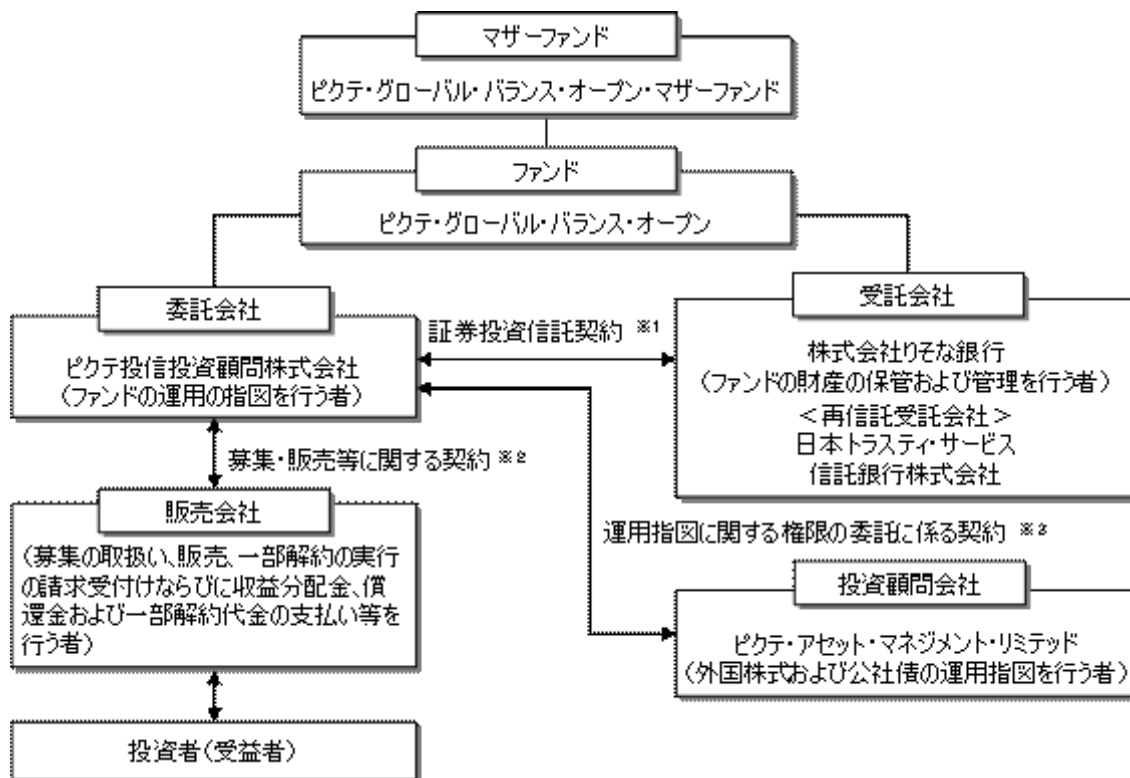 マザーファンド
ピクテ・グローバル・バランス・オープン・マザーファンド
ファンド
ピクテ・グローバル・バランス・オープン
委託会社
ピクテ投信投資顧問株式会社
(ファンドの運用の指図を行う者)
証券投資信託契約 ※1
受託会社
株式会社りそな銀行
(ファンドの財産の保管および管理を行う者)
<再信託受託会社>
日本トラスティ・サービス
信託銀行株式会社
募集・販売等に関する契約 ※2
販売会社
(募集の取扱い、販売、一部解約の実行
の請求受付けならびに収益分配金、償
還金および一部解約代金の支払い等を
行う者)
運用指図に関する権限の委託に係る契約 ※3
投資顧問会社
ピクテ・アセット・マネジメント・リミテッド
(外国株式および公社債の運用指図を行う者)
投資者(受益者)